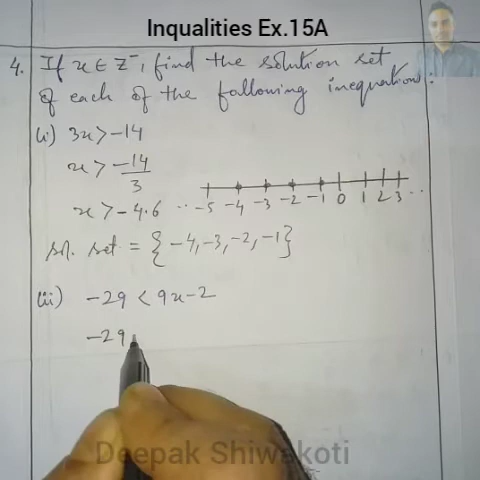 Inqualities Ex.15A
4. If x ∈ Z⁻, find the solution set
of each of the following inequations:
(i) 3x > -14
x > -14/3
x > -4.6 .. -5 -4 -3 -2 -1 0 1 2 3 ..
sol. set = {-4, -3, -2, -1}
(iii) -29 < 9x - 2
-29
Deepak Shiwakoti